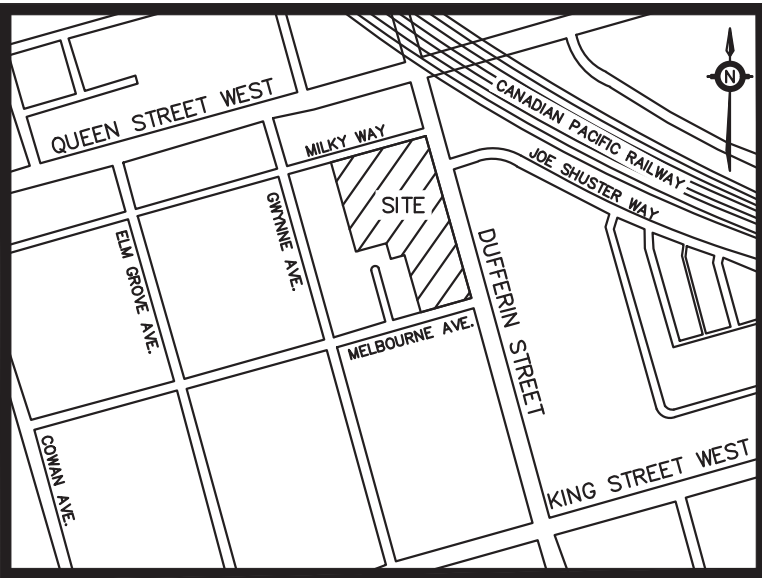 QUEEN STREET WEST
MILKY WAY
CANADIAN PACIFIC RAILWAY
N
JOE SHUSTER WAY
SITE
GWYNNE AVE.
ELM GROVE AVE.
DUFFERIN STREET
MELBOURNE AVE.
COWAN AVE.
KING STREET WEST